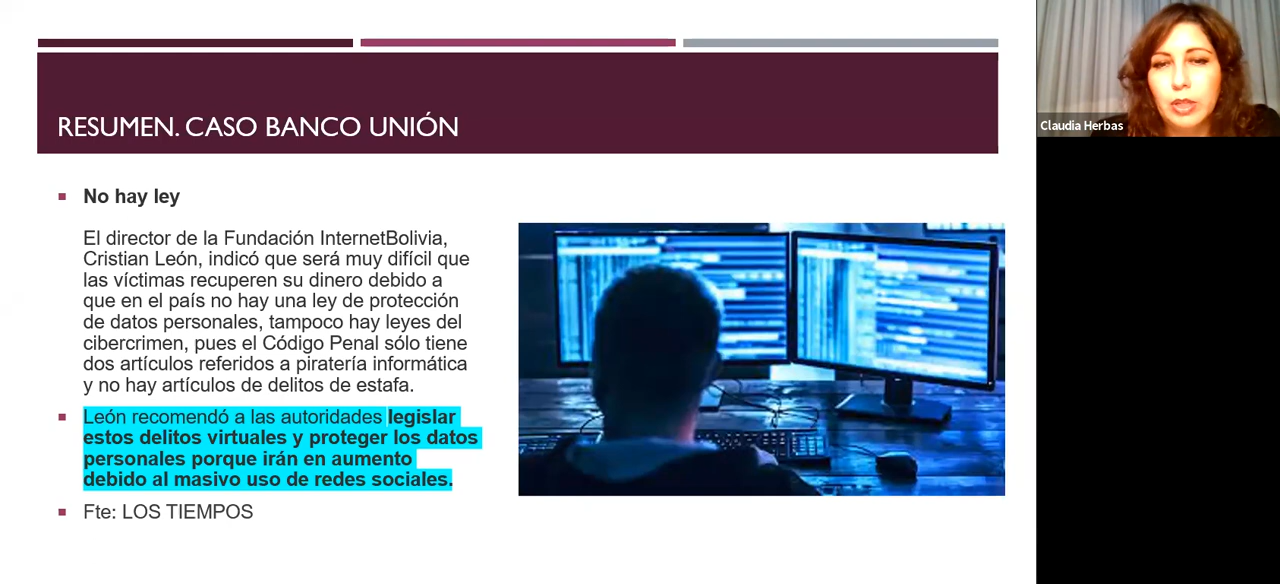 RESUMEN. CASO BANCO UNIÓN
No hay ley
El director de la Fundación InternetBolivia,
Cristian León, indicó que será muy difícil que
las víctimas recuperen su dinero debido a
que en el país no hay una ley de protección
de datos personales, tampoco hay leyes del
cibercrimen, pues el Código Penal sólo tiene
dos artículos referidos a piratería informática
y no hay artículos de delitos de estafa.
León recomendó a las autoridades legislar
estos delitos virtuales y proteger los datos
personales porque irán en aumento
debido al masivo uso de redes sociales.
Fte: LOS TIEMPOS
Claudia Herbas